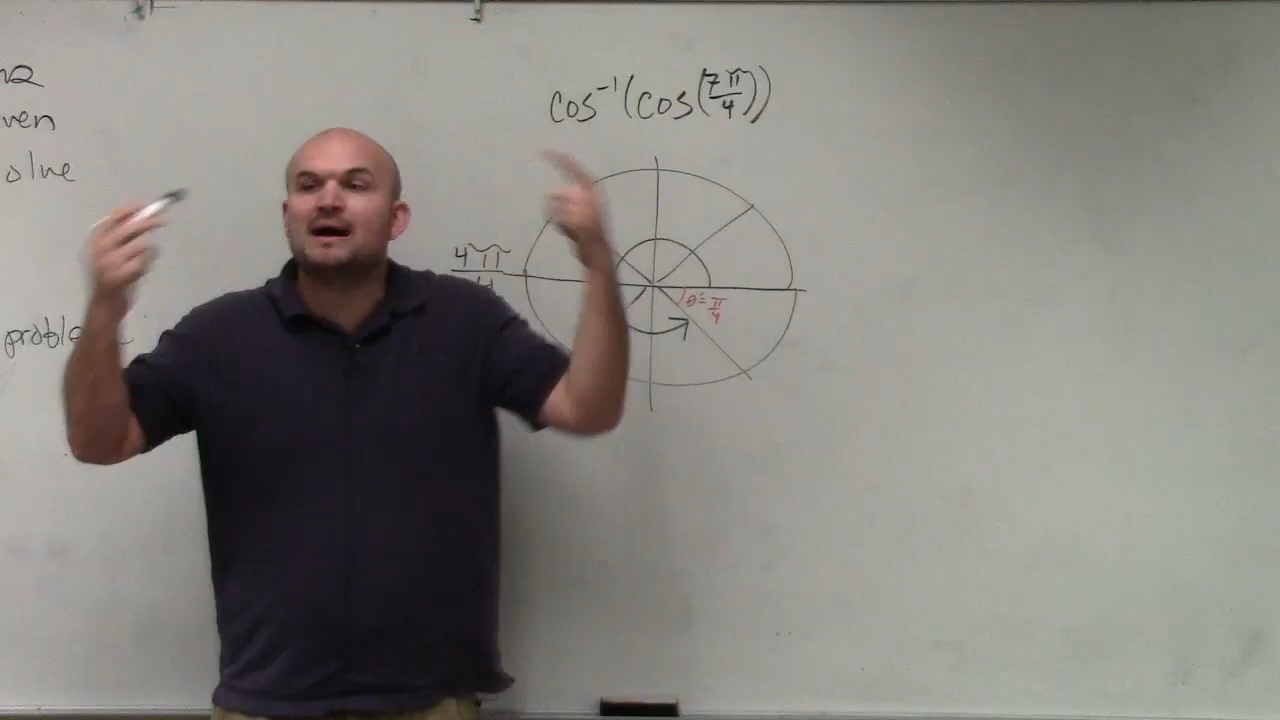 ven
olve
proble
cos⁻¹(cos(7π/4))
4π/4
θ'=π/4